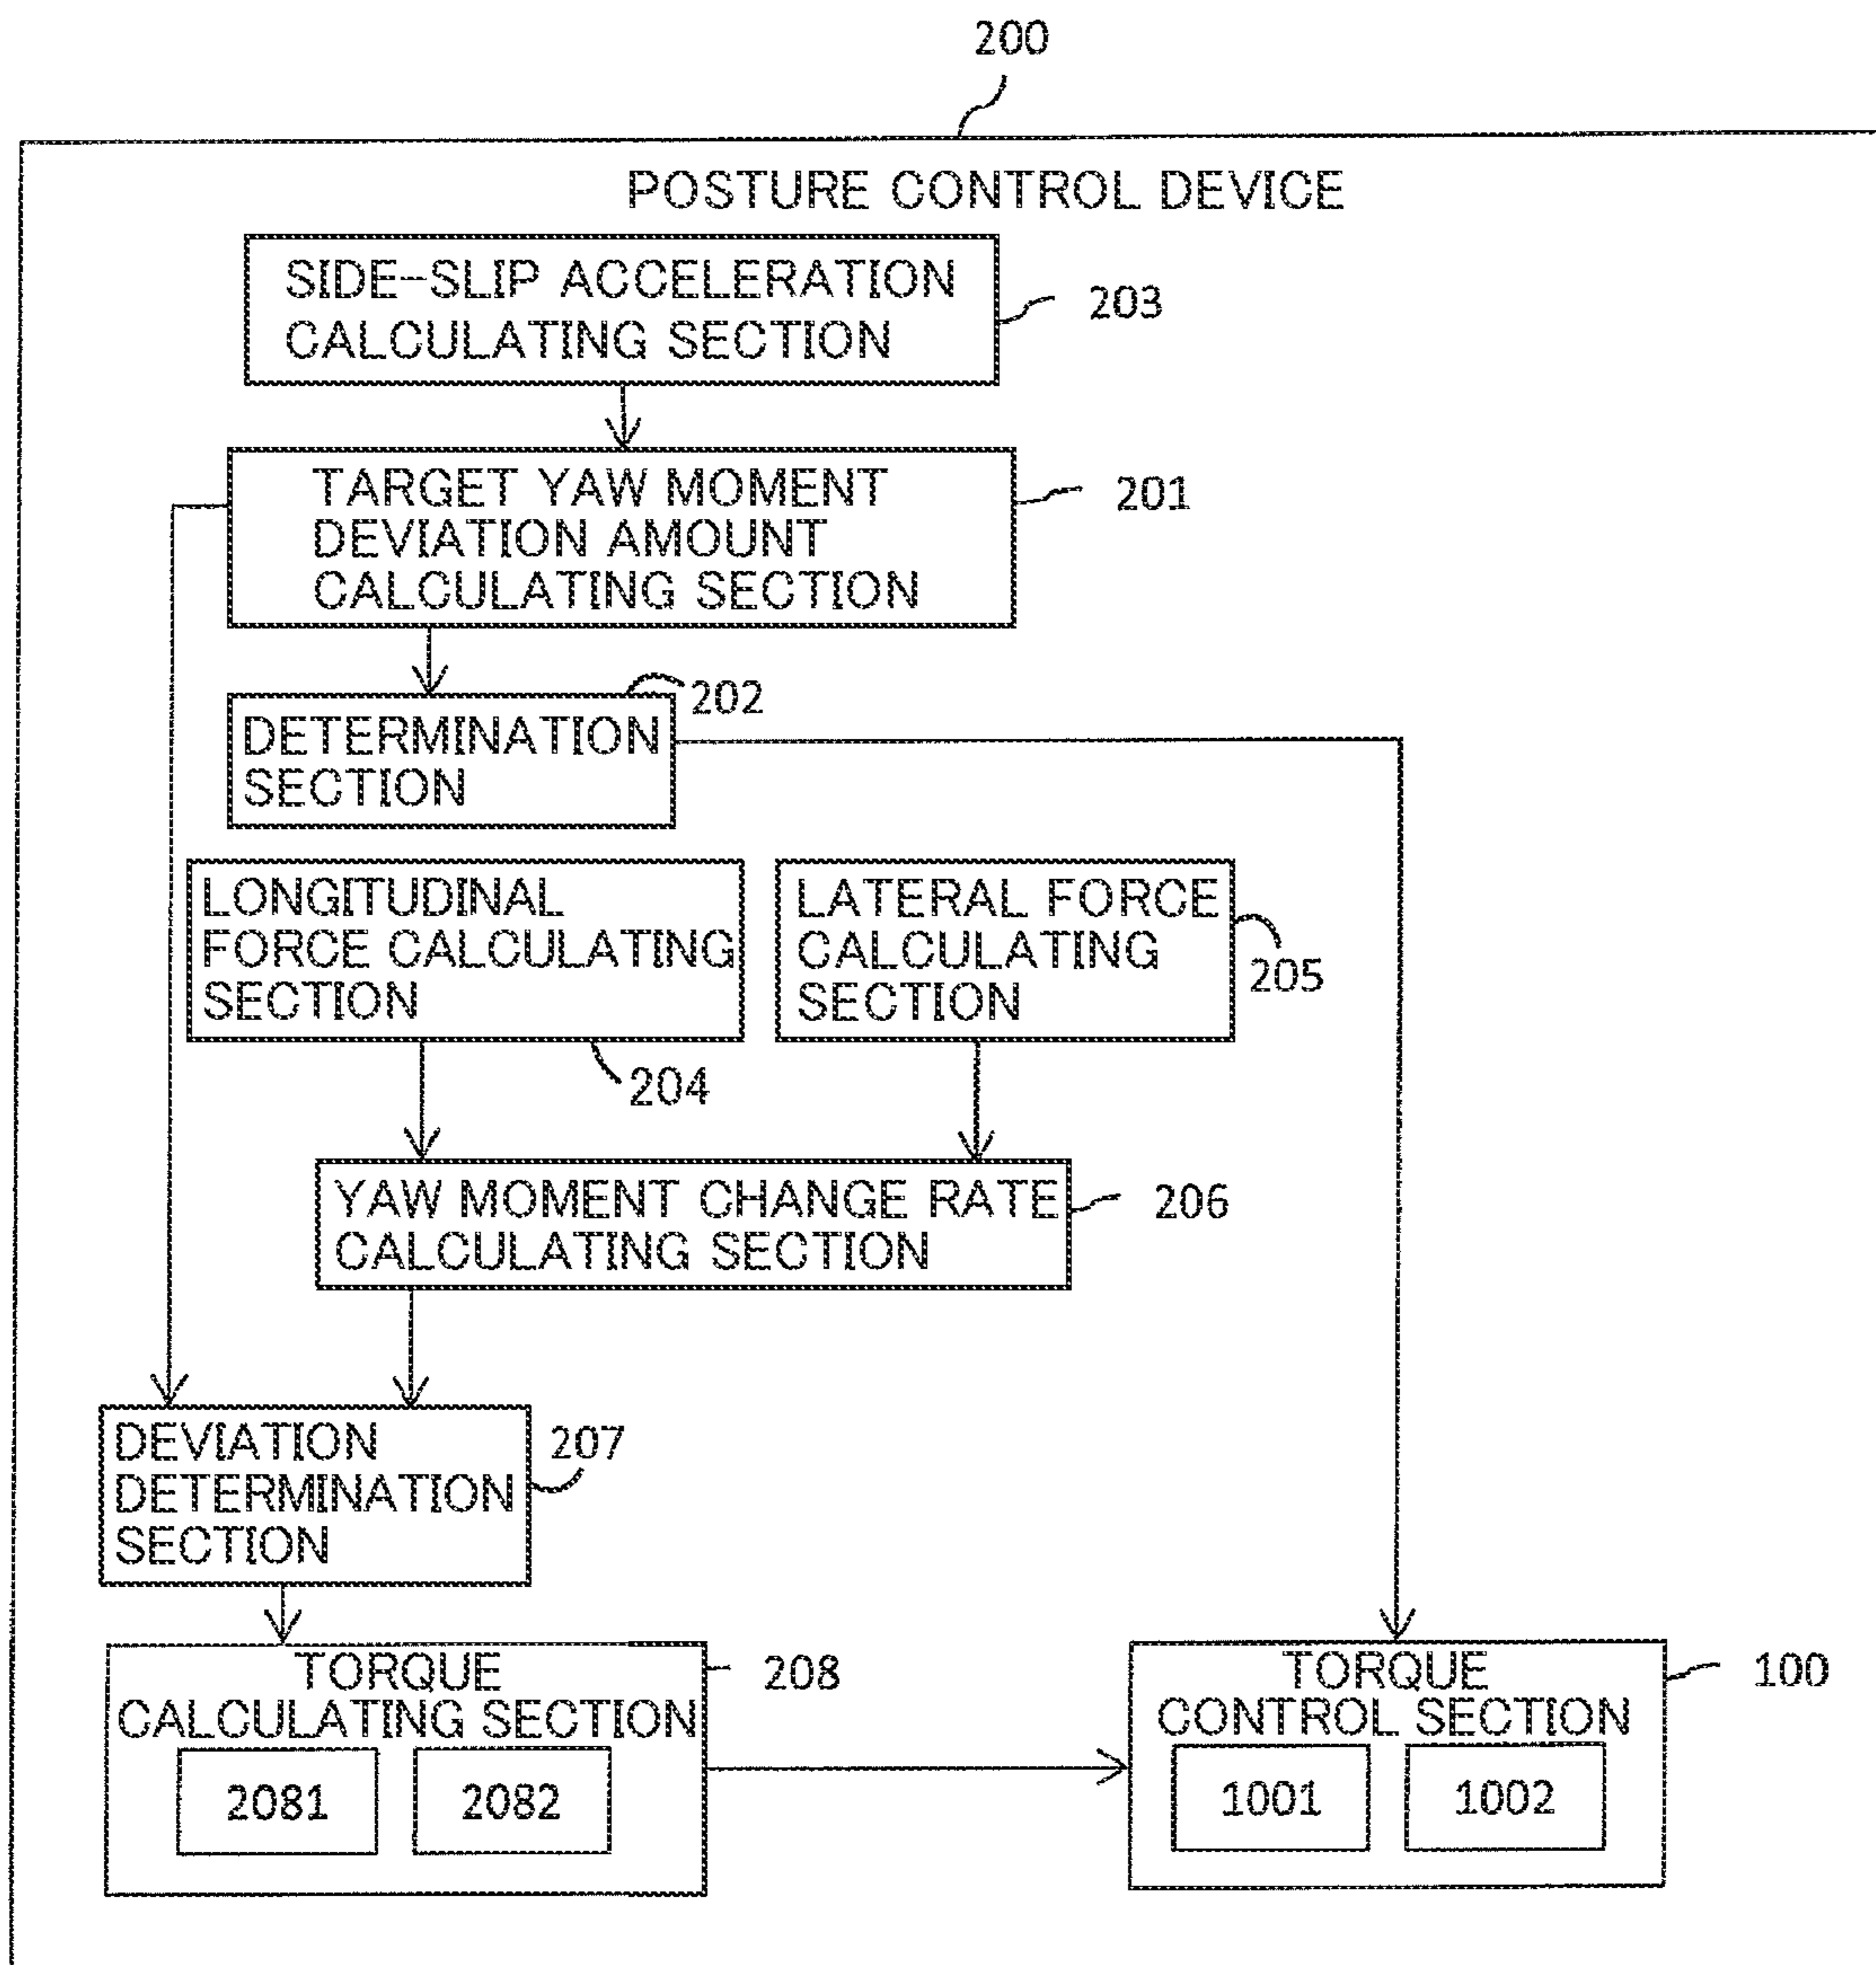 200
POSTURE CONTROL DEVICE
SIDE-SLIP ACCELERATION
CALCULATING SECTION
203
TARGET YAW MOMENT
DEVIATION AMOUNT
CALCULATING SECTION
201
202
DETERMINATION
SECTION
LONGITUDINAL
FORCE CALCULATING
SECTION
204
LATERAL FORCE
CALCULATING
SECTION
205
YAW MOMENT CHANGE RATE
CALCULATING SECTION
206
DEVIATION
DETERMINATION
SECTION
207
TORQUE
CALCULATING SECTION
208
2081
2082
TORQUE
CONTROL SECTION
100
1001
1002